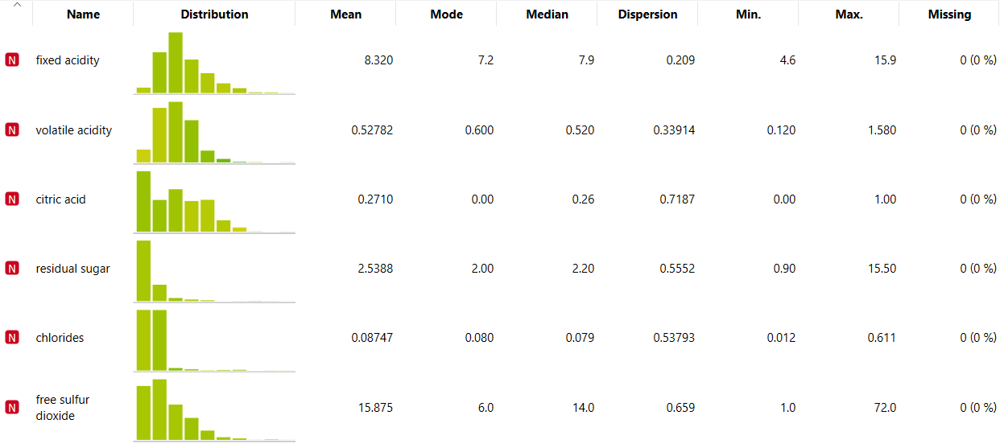 Name Distribution Mean Mode Median Dispersion Min. Max. Missing
N fixed acidity 8.320 7.2 7.9 0.209 4.6 15.9 0 (0 %)
N volatile acidity 0.52782 0.600 0.520 0.33914 0.120 1.580 0 (0 %)
N citric acid 0.2710 0.00 0.26 0.7187 0.00 1.00 0 (0 %)
N residual sugar 2.5388 2.00 2.20 0.5552 0.90 15.50 0 (0 %)
N chlorides 0.08747 0.080 0.079 0.53793 0.012 0.611 0 (0 %)
N free sulfur
dioxide 15.875 6.0 14.0 0.659 1.0 72.0 0 (0 %)